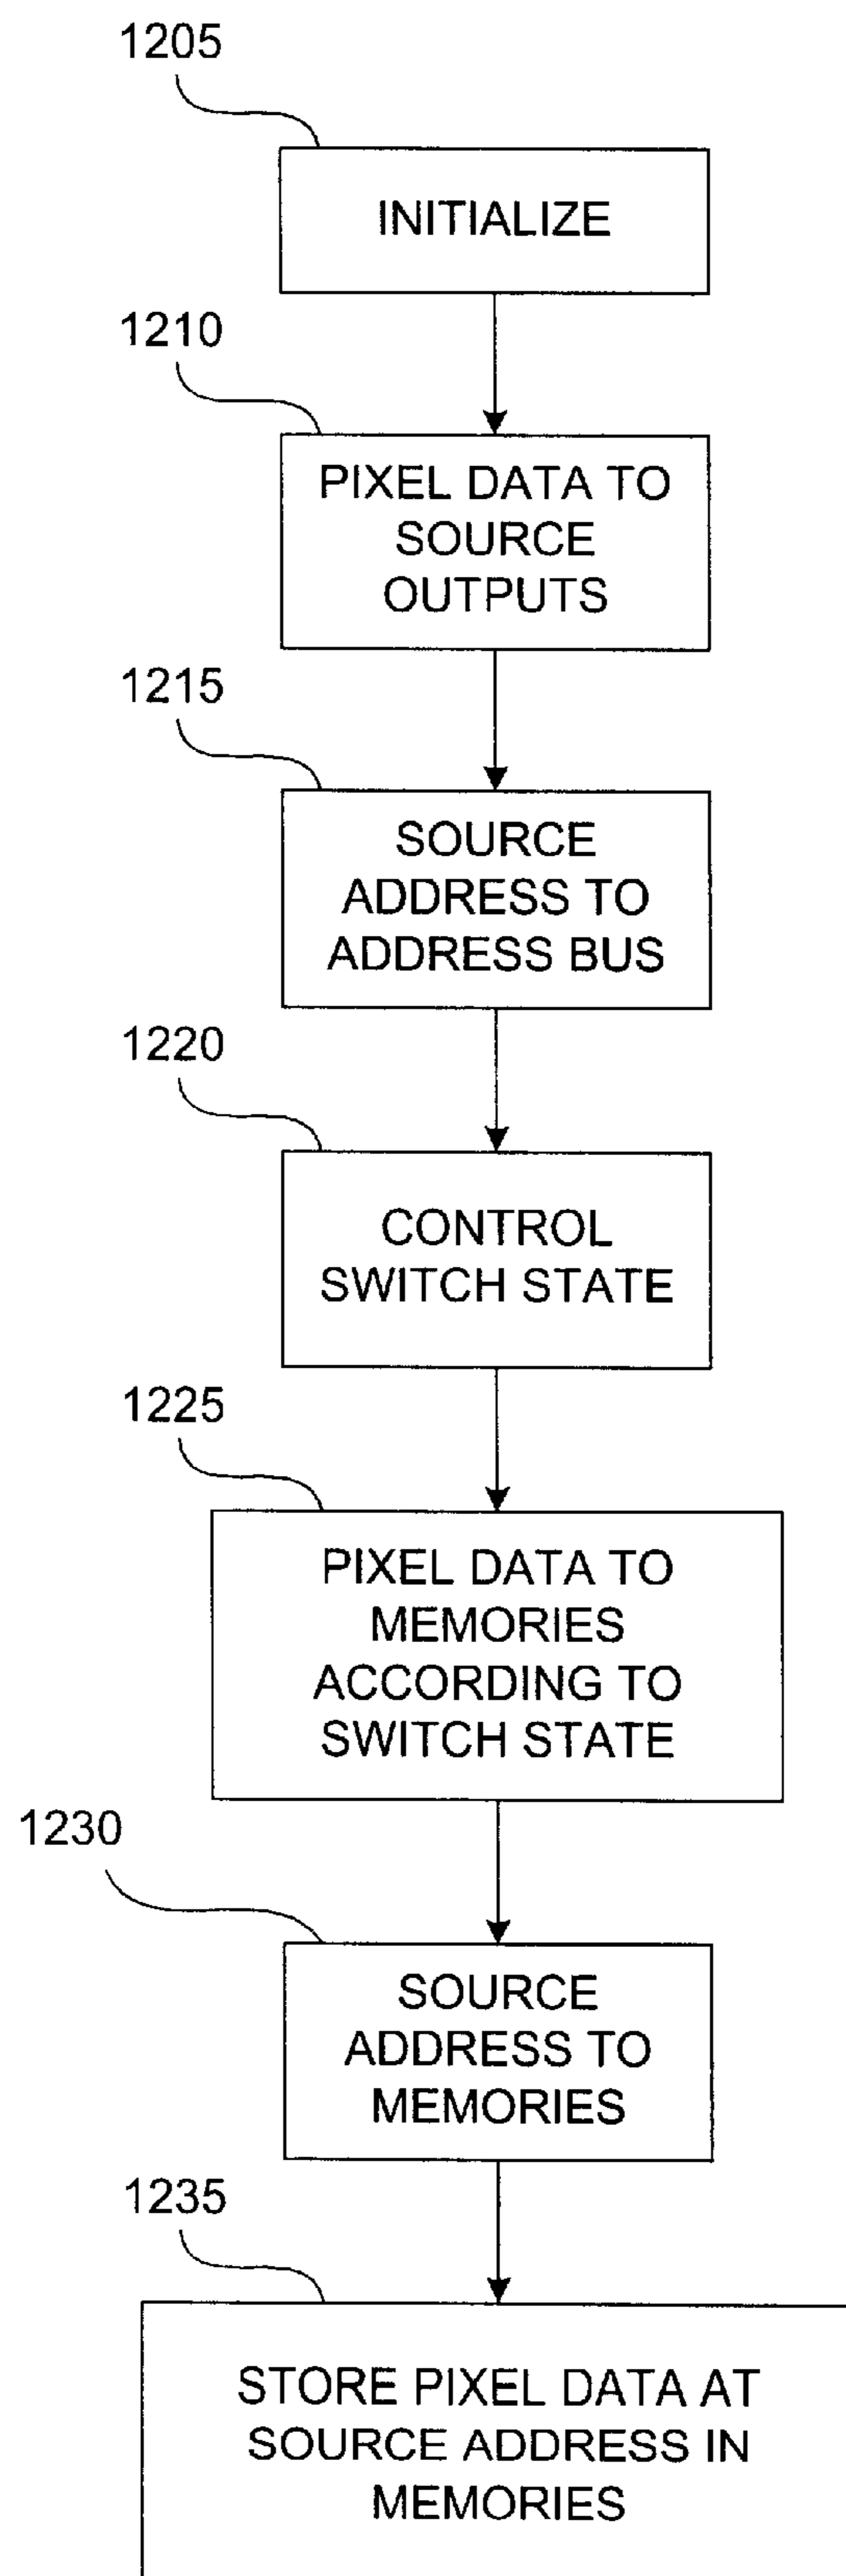 1205
INITIALIZE
1210
PIXEL DATA TO
SOURCE
OUTPUTS
1215
SOURCE
ADDRESS TO
ADDRESS BUS
1220
CONTROL
SWITCH STATE
1225
PIXEL DATA TO
MEMORIES
ACCORDING TO
SWITCH STATE
1230
SOURCE
ADDRESS TO
MEMORIES
1235
STORE PIXEL DATA AT
SOURCE ADDRESS IN
MEMORIES